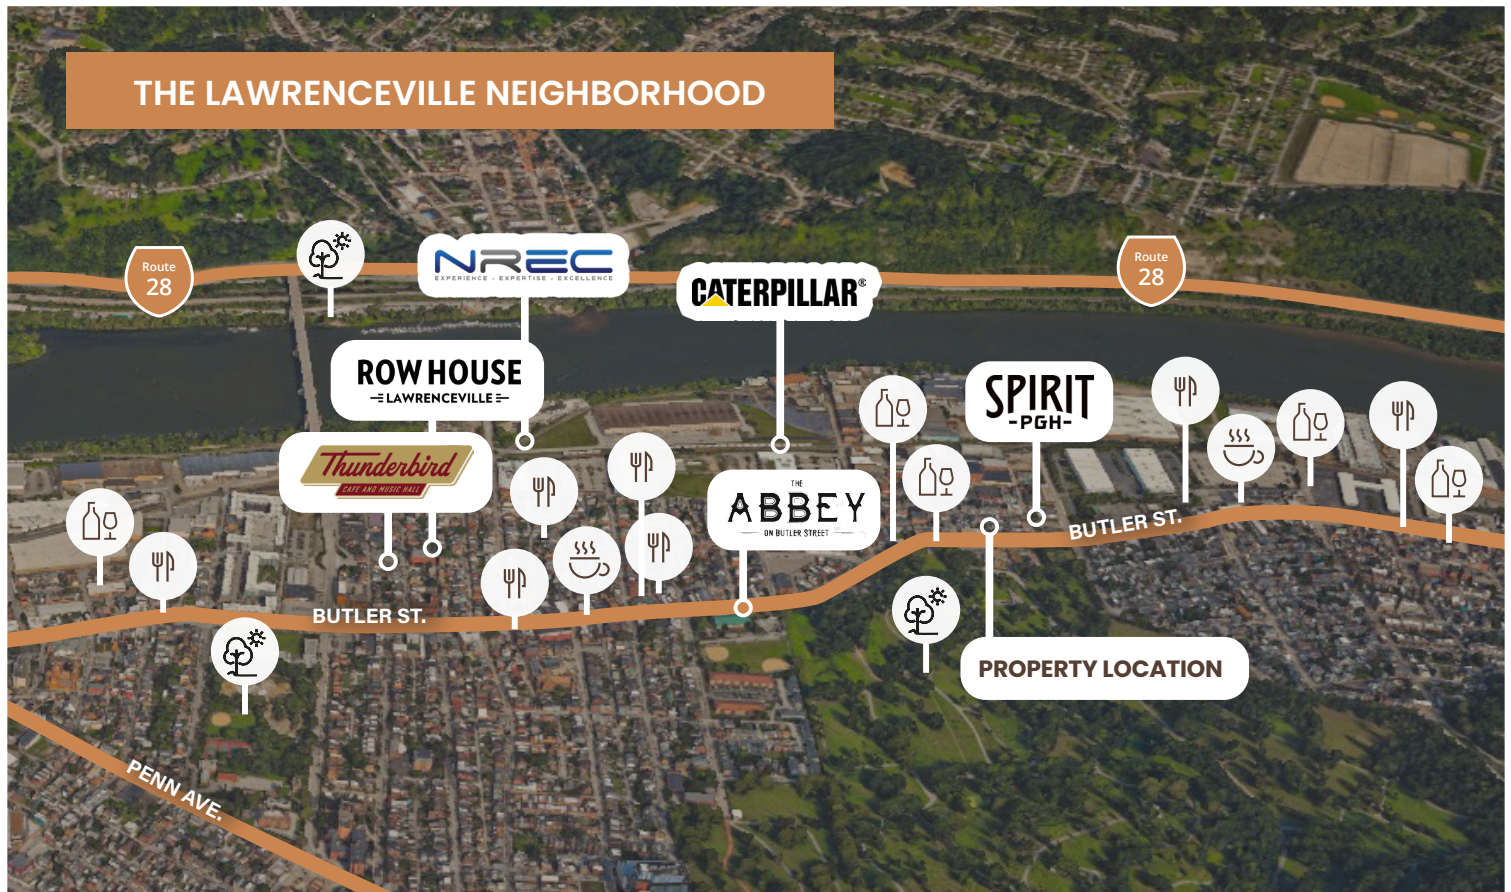 THE LAWRENCEVILLE NEIGHBORHOOD
Route
28
NREC
EXPERIENCE · EXPERTISE · EXCELLENCE
CATERPILLAR®
Route
28
ROW HOUSE
LAWRENCEVILLE
SPIRIT
-PGH-
Thunderbird
CAFE AND MUSIC HALL
THE
ABBEY
ON BUTLER STREET
BUTLER ST.
BUTLER ST.
PROPERTY LOCATION
PENN AVE.